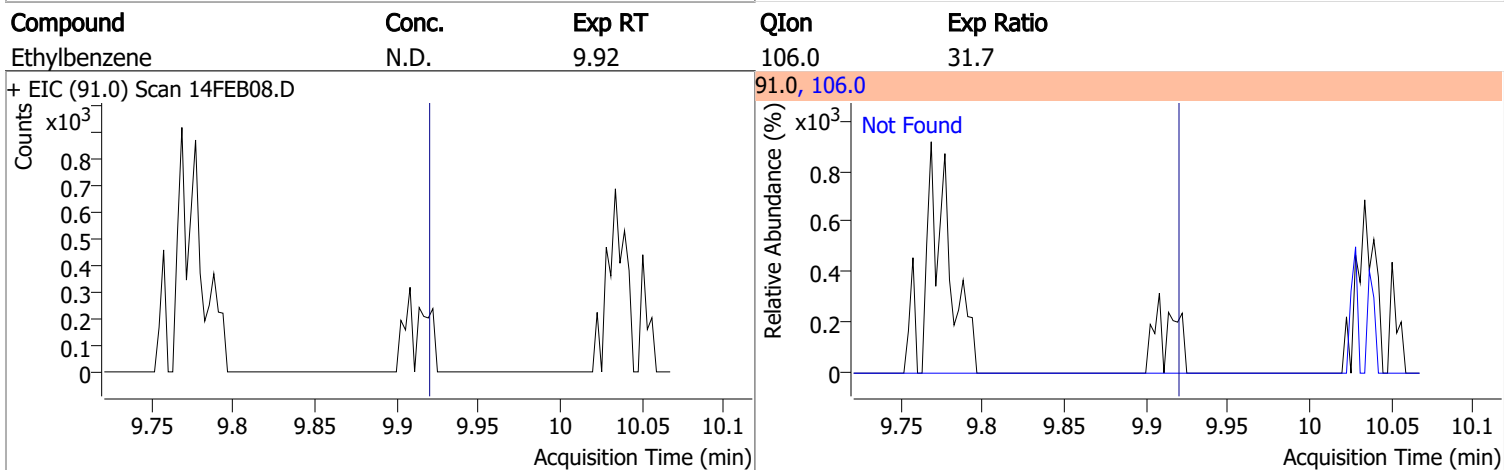 Compound Conc. Exp RT QIon Exp Ratio
Ethylbenzene N.D. 9.92 106.0 31.7
+ EIC (91.0) Scan 14FEB08.D
Counts
x10³
0.8
0.7
0.6
0.5
0.4
0.3
0.2
0.1
0
9.75 9.8 9.85 9.9 9.95 10 10.05 10.1
Acquisition Time (min)
91.0, 106.0
Relative Abundance (%)
x10³
Not Found
0.8
0.6
0.4
0.2
0
9.75 9.8 9.85 9.9 9.95 10 10.05 10.1
Acquisition Time (min)